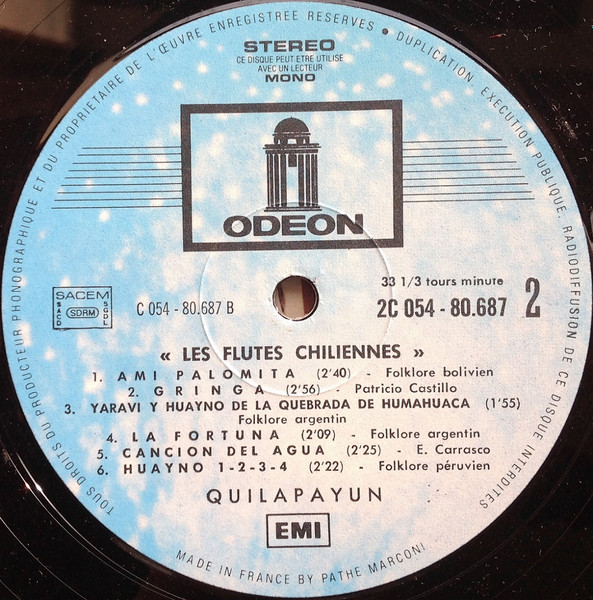 TOUS DROITS DU PRODUCTEUR PHONOGRAPHIQUE ET DU PROPRIETAIRE DE L'ŒUVRE ENREGISTREE RESERVES • DUPLICATION EXECUTION PUBLIQUE, RADIODIFFUSION DE CE DISQUE INTERDITES
STEREO
CE DISQUE PEUT ETRE UTILISE
AVEC UN LECTEUR
MONO
ODEON
33 1/3 tours minute
SACEM
SACD
SDRM
SGDL
C 054 - 80.687 B
2C 054 - 80.687
2
« LES FLUTES CHILIENNES »
1. AMI PALOMITA (2'40) - Folklore bolivien
2. GRINGA (2'56) - Patricio Castillo
3. YARAVI Y HUAYNO DE LA QUEBRADA DE HUMAHUACA (1'55)
Folklore argentin
4. LA FORTUNA (2'09) - Folklore argentin
5. CANCION DEL AGUA (2'25) - E. Carrasco
6. HUAYNO 1-2-3-4 (2'22) - Folklore péruvien
QUILAPAYUN
EMI
MADE IN FRANCE BY PATHE MARCONI